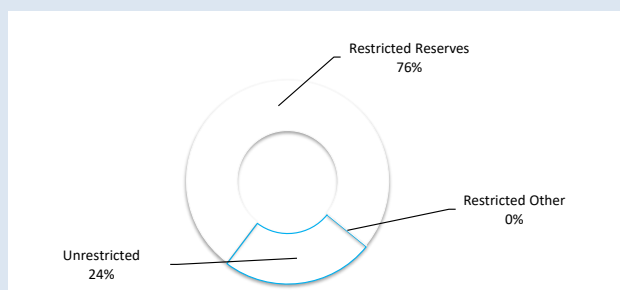 Restricted Reserves
76%
Restricted Other
0%
Unrestricted
24%